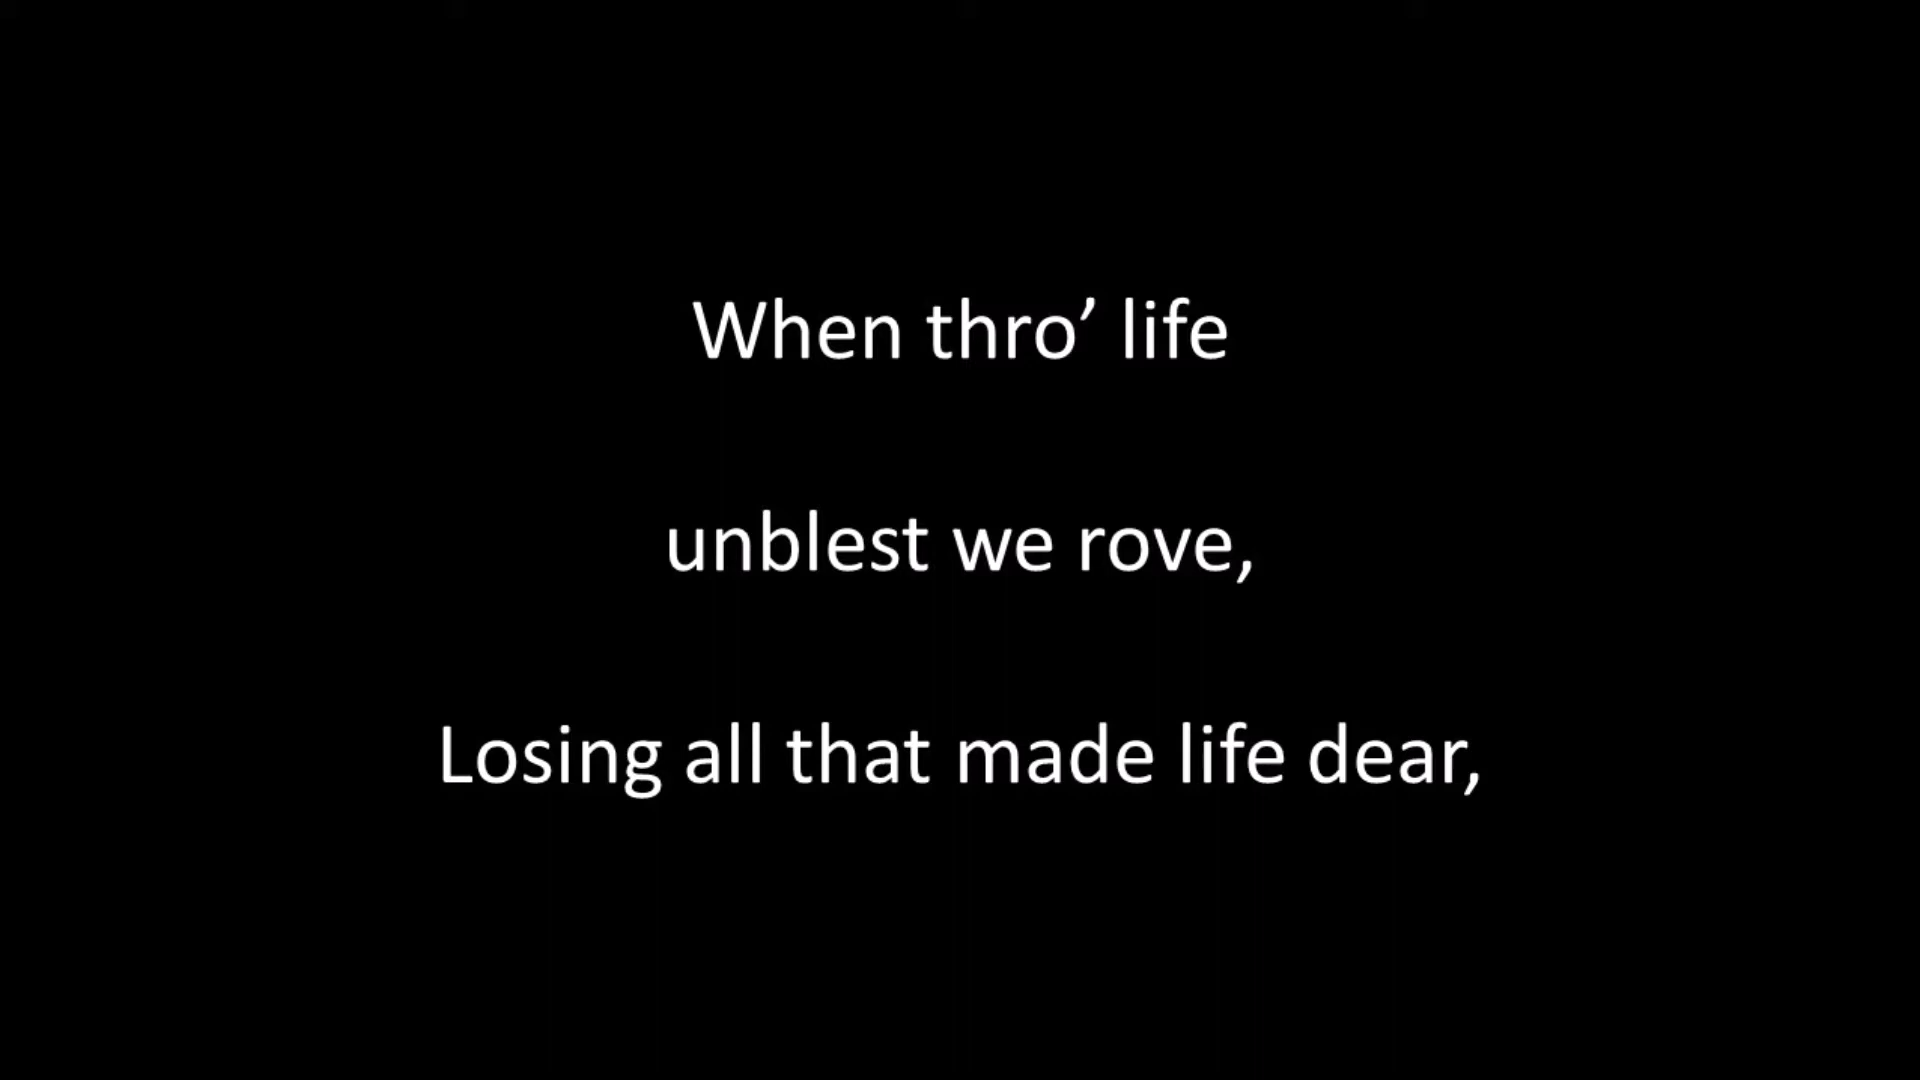 When thro’ life
unblest we rove,
Losing all that made life dear,